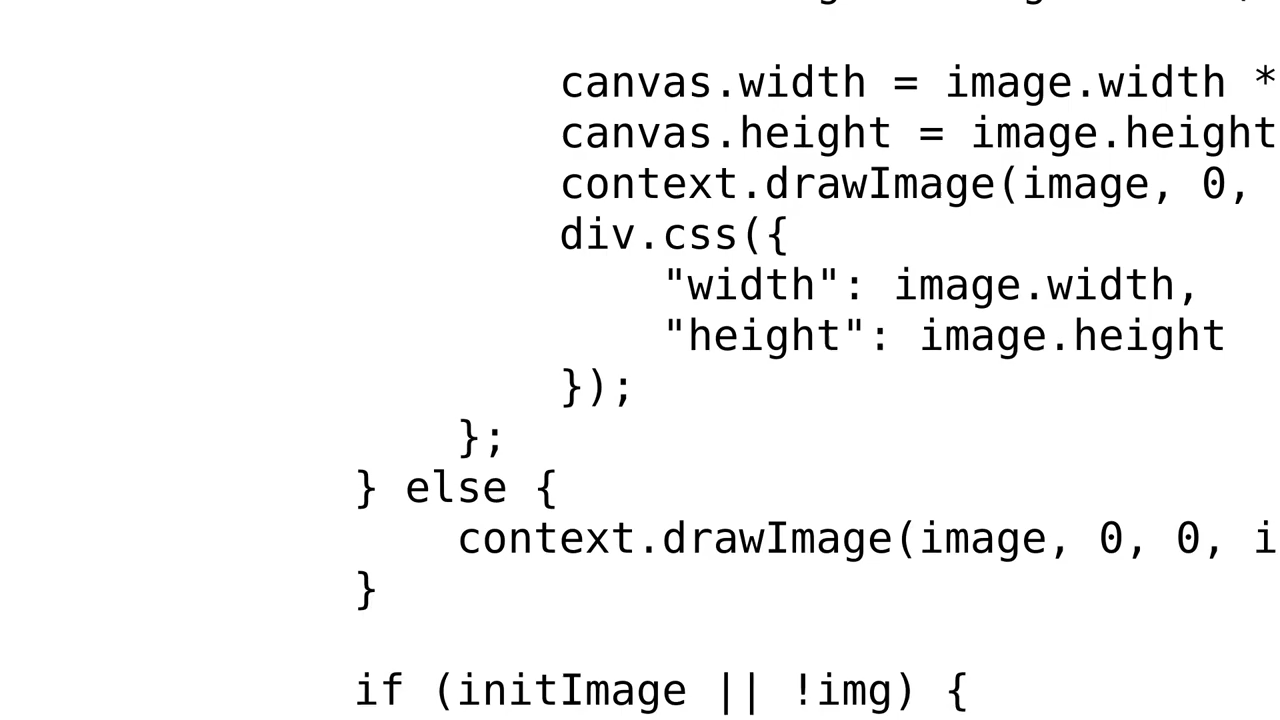 canvas.width = image.width *
canvas.height = image.height
context.drawImage(image, 0,
div.css({
"width": image.width,
"height": image.height
});
};
} else {
context.drawImage(image, 0, 0, i
}
if (initImage || !img) {